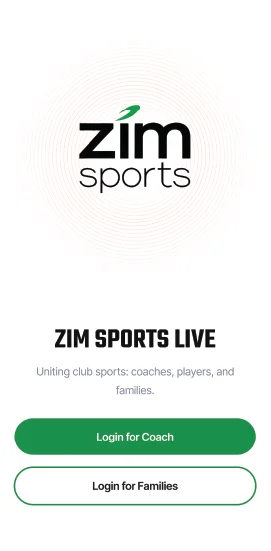 zim
sports
ZIM SPORTS LIVE
Uniting club sports: coaches, players, and
families.
Login for Coach
Login for Families